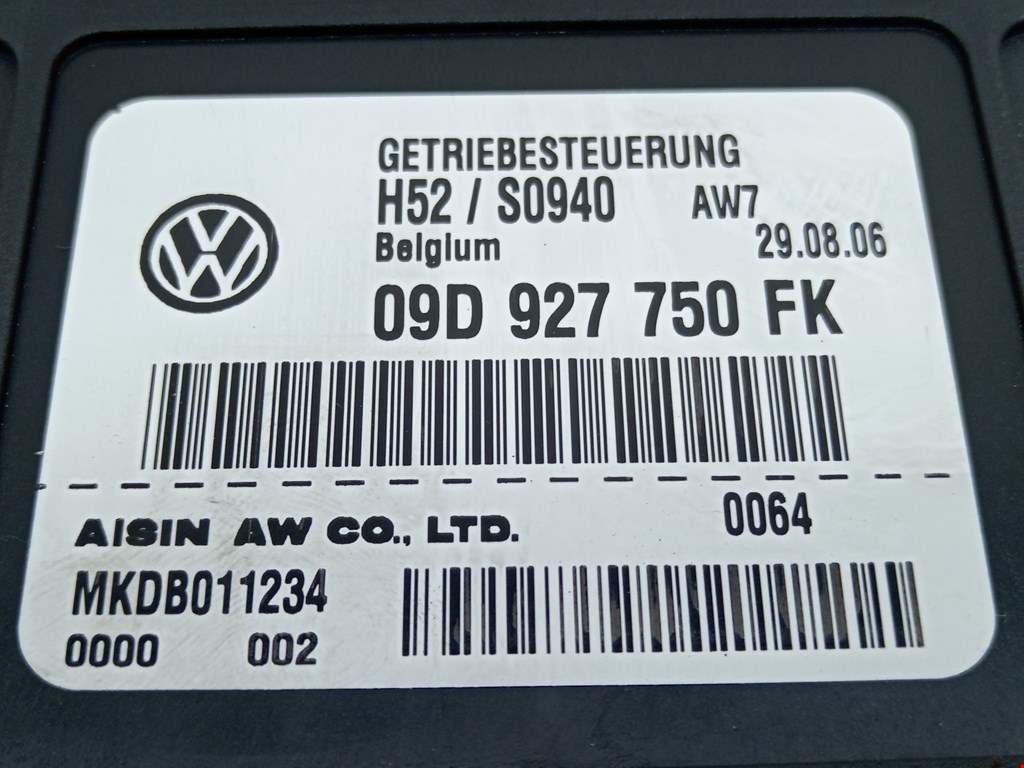 GETRIEBESTEUERUNG
H52 / S0940 AW7
Belgium 29.08.06
09D 927 750 FK
0064
AISIN AW CO., LTD.
MKDB011234
0000 002